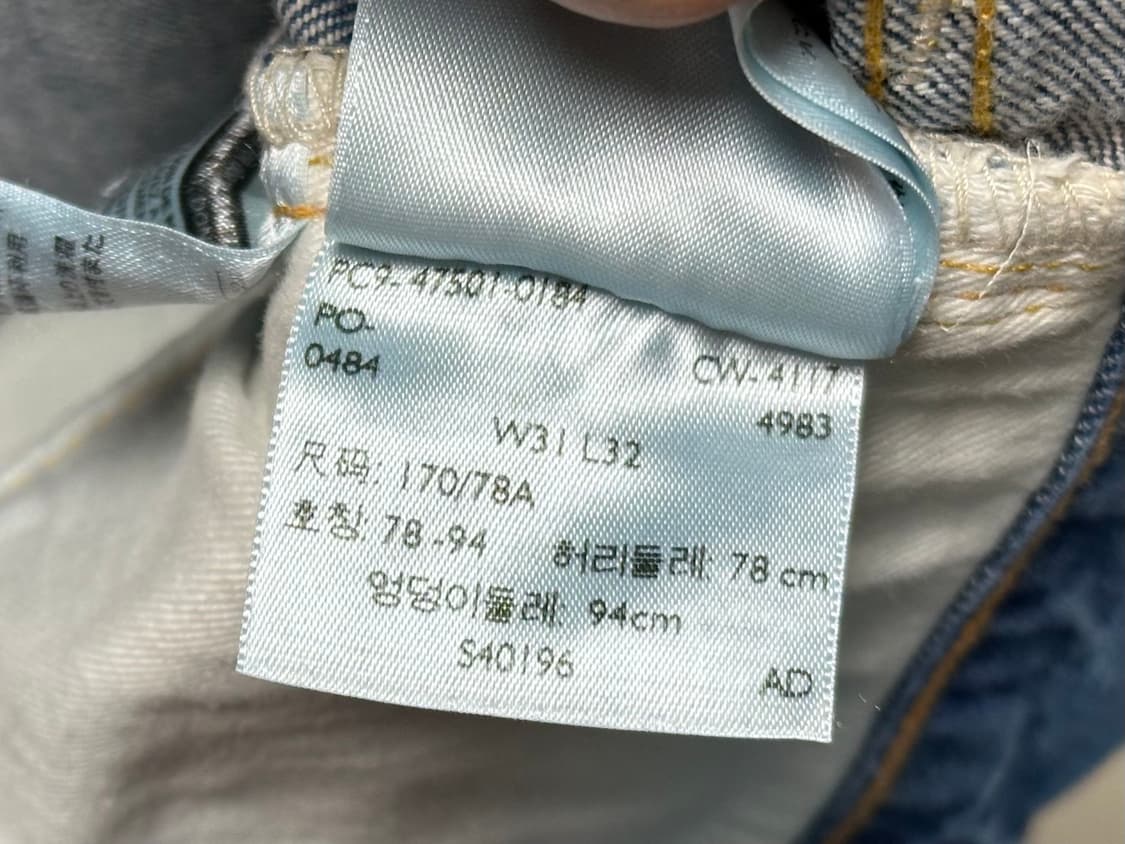 PC9-47501-0184
PO-
0484
CW-4117
4983
W31 L32
尺码: 170/78A
호칭: 78-94
허리둘레: 78 cm
엉덩이둘레: 94cm
S40196
AD